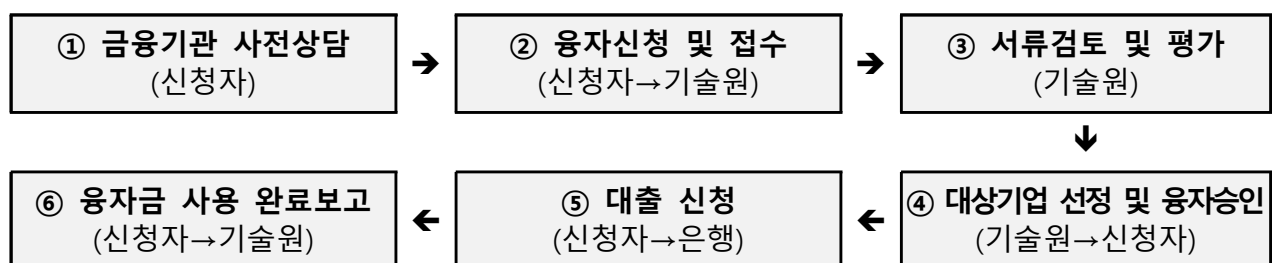 ① 금융기관 사전상담
(신청자)
➔
② 융자신청 및 접수
(신청자→기술원)
➔
③ 서류검토 및 평가
(기술원)
🡻
④ 대상기업 선정 및 융자승인
(기술원→신청자)
🡸
⑤ 대출 신청
(신청자→은행)
🡸
⑥ 융자금 사용 완료보고
(신청자→기술원)